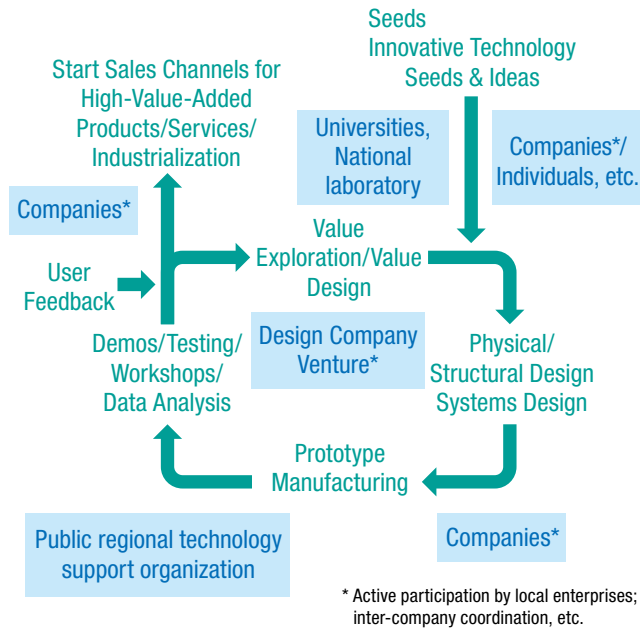 Seeds
Innovative Technology
Seeds & Ideas
Start Sales Channels for
High-Value-Added
Products/Services/
Industrialization
Universities,
National
laboratory
Companies*/
Individuals, etc.
Companies*
Value
Exploration/Value
Design
User
Feedback
Demos/Testing/
Workshops/
Data Analysis
Design Company
Venture*
Physical/
Structural Design
Systems Design
Prototype
Manufacturing
Public regional technology
support organization
Companies*
* Active participation by local enterprises;
inter-company coordination, etc.